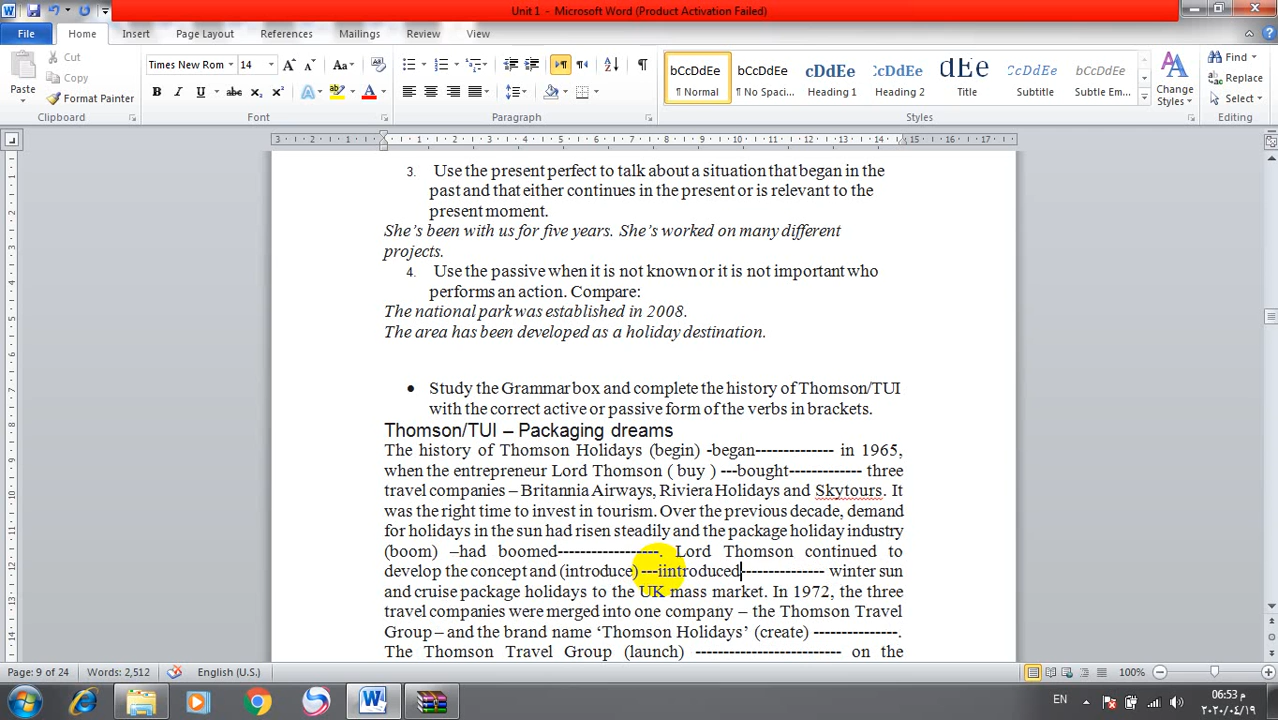 Unit 1 - Microsoft Word (Product Activation Failed)
File Home Insert Page Layout References Mailings Review View
Cut
Copy
Format Painter
Paste
Clipboard
Times New Rom 14
Font
Paragraph
bCcDdEe bCcDdEe cDdEe cCcDdEe dEe CcDdEe bCcDdEe
¶ Normal ¶ No Spaci... Heading 1 Heading 2 Title Subtitle Subtle Em...
Styles
Change Styles
Find
Replace
Select
Editing
3. Use the present perfect to talk about a situation that began in the
past and that either continues in the present or is relevant to the
present moment.
She's been with us for five years. She's worked on many different
projects.
4. Use the passive when it is not known or it is not important who
performs an action. Compare:
The national park was established in 2008.
The area has been developed as a holiday destination.
• Study the Grammar box and complete the history of Thomson/TUI
with the correct active or passive form of the verbs in brackets.
Thomson/TUI – Packaging dreams
The history of Thomson Holidays (begin) -began-------------- in 1965,
when the entrepreneur Lord Thomson ( buy ) ---bought------------- three
travel companies – Britannia Airways, Riviera Holidays and Skytours. It
was the right time to invest in tourism. Over the previous decade, demand
for holidays in the sun had risen steadily and the package holiday industry
(boom) –had boomed------------------. Lord Thomson continued to
develop the concept and (introduce) ---iintroduced--------------- winter sun
and cruise package holidays to the UK mass market. In 1972, the three
travel companies were merged into one company – the Thomson Travel
Group – and the brand name ‘Thomson Holidays’ (create) ---------------.
The Thomson Travel Group (launch) -------------------------- on the
Page: 9 of 24 Words: 2,512 English (U.S.) 100%
EN 06:53 م
٢٠٢٠/٠٤/١٩